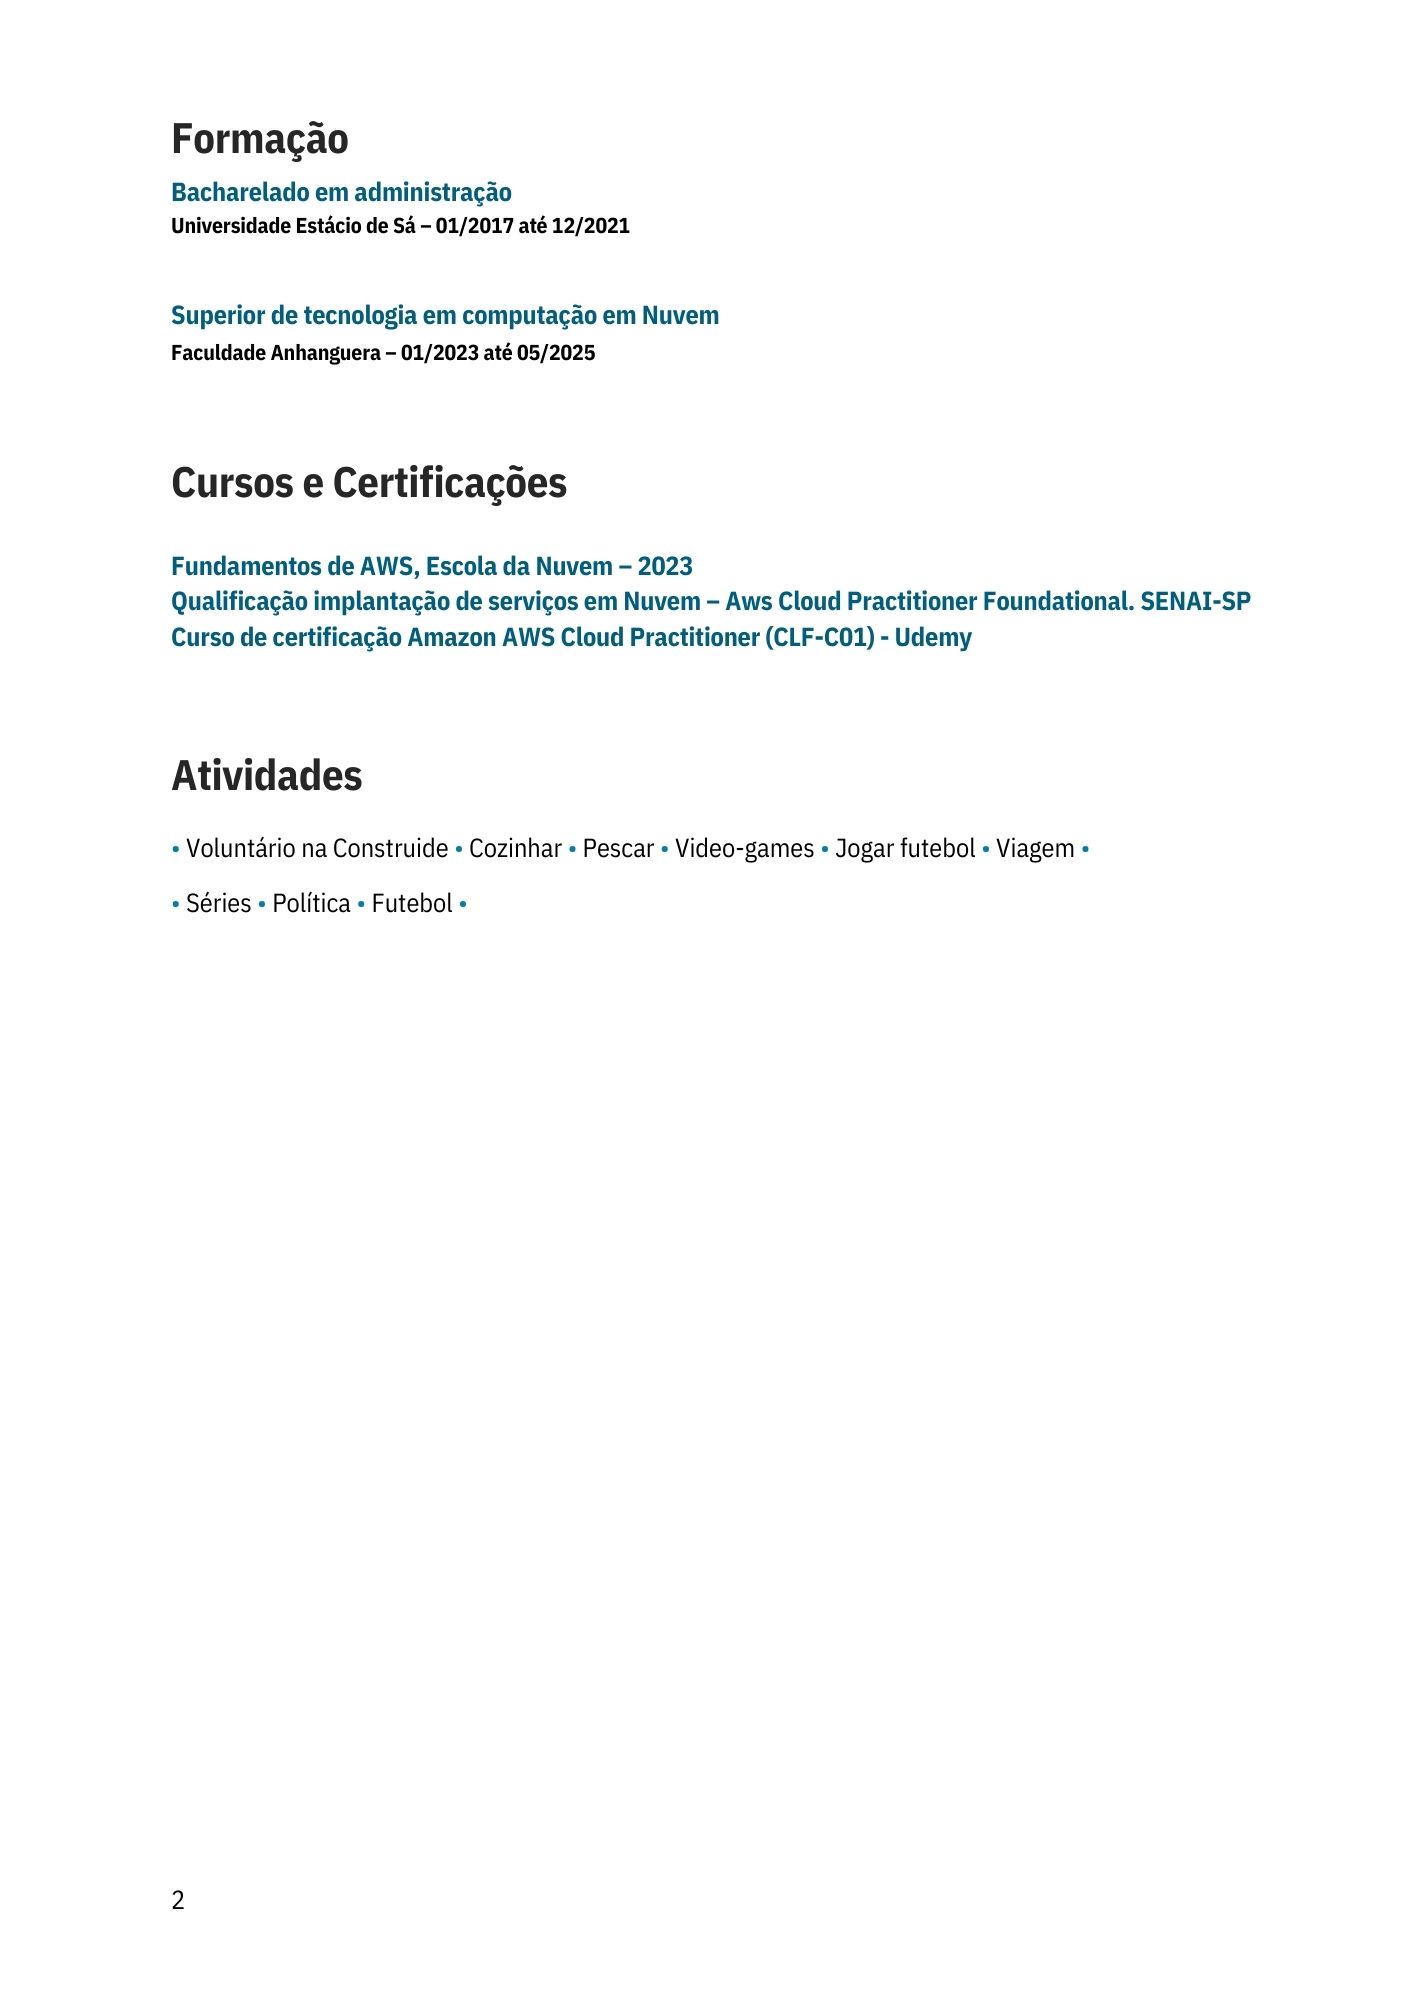 Formação
Bacharelado em administração
Universidade Estácio de Sá – 01/2017 até 12/2021
Superior de tecnologia em computação em Nuvem
Faculdade Anhanguera – 01/2023 até 05/2025
Cursos e Certificações
Fundamentos de AWS, Escola da Nuvem – 2023
Qualificação implantação de serviços em Nuvem – Aws Cloud Practitioner Foundational. SENAI-SP
Curso de certificação Amazon AWS Cloud Practitioner (CLF-C01) - Udemy
Atividades
• Voluntário na Construide • Cozinhar • Pescar • Video-games • Jogar futebol • Viagem •
• Séries • Política • Futebol •
2